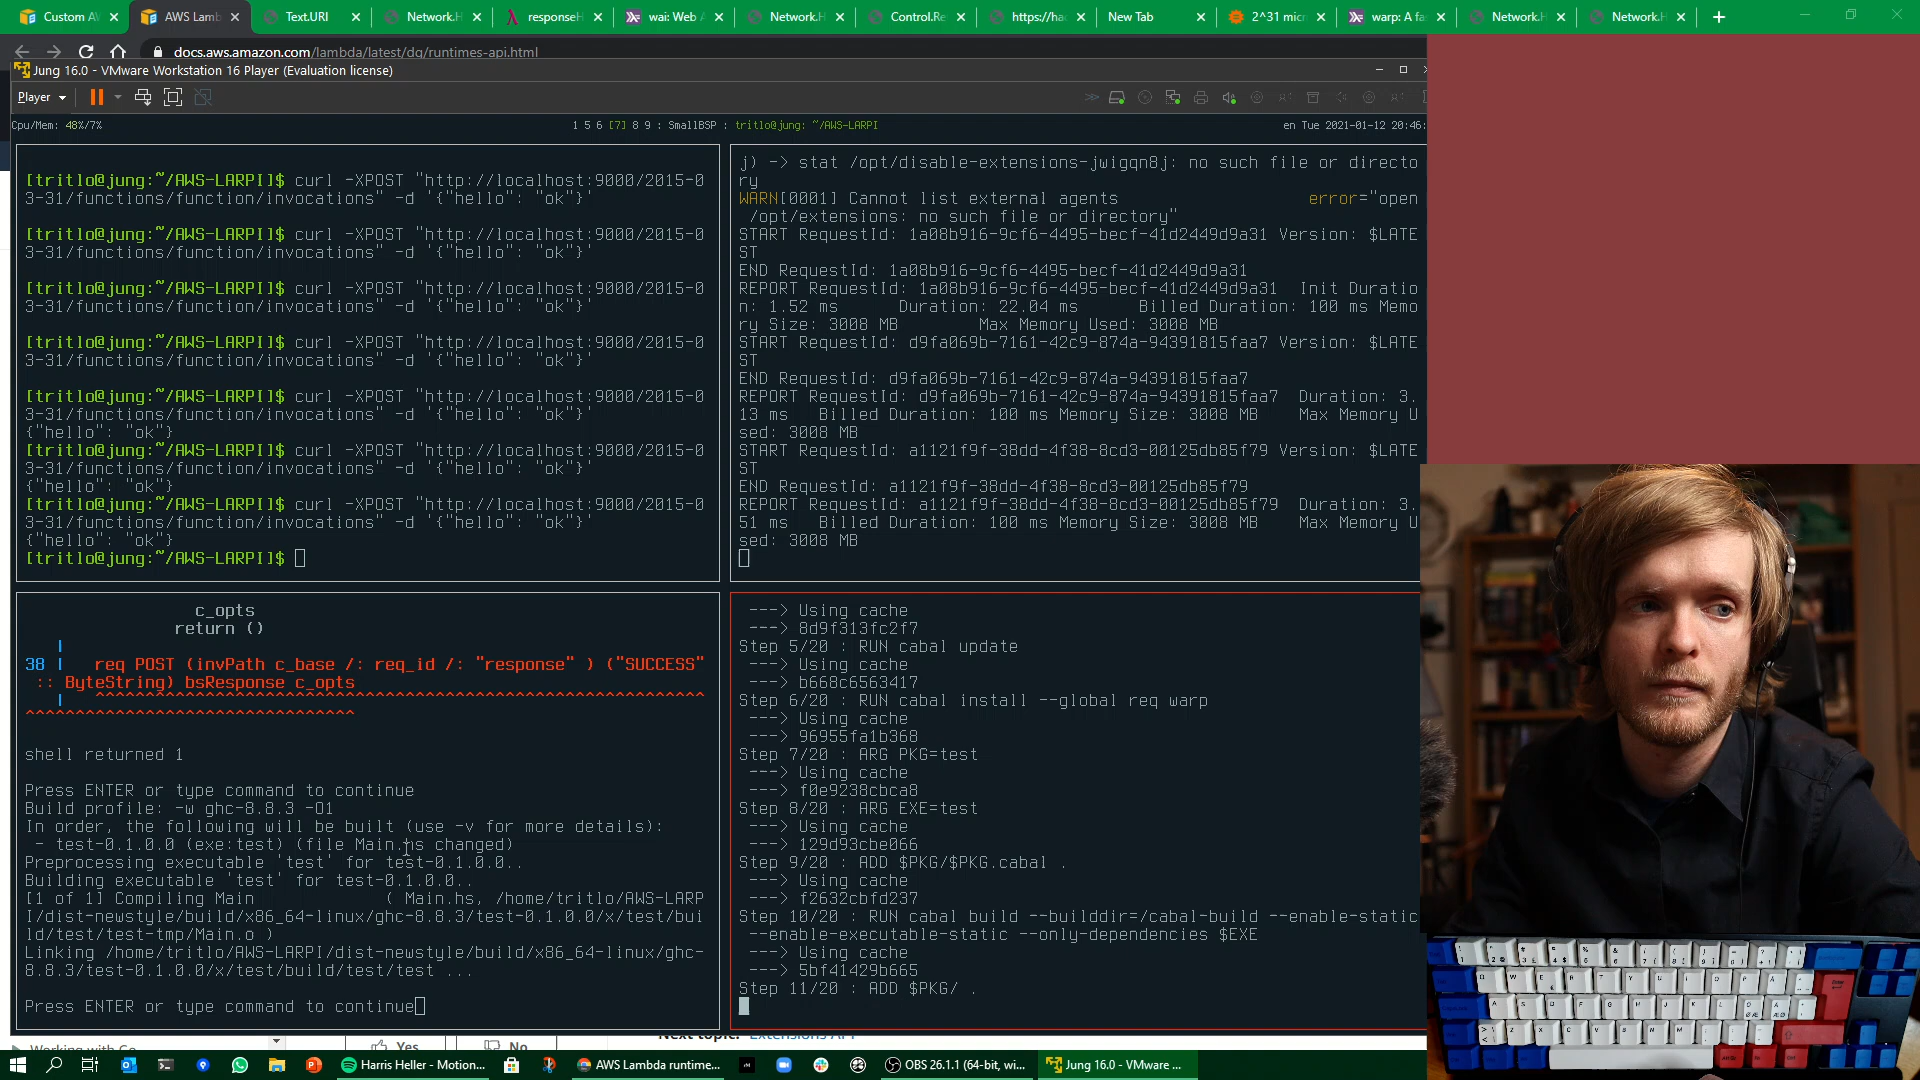 Custom AV
AWS Lamb
Text.URI
Network.H
responseH
wai: Web A
Network.H
Control.Re
https://ha
New Tab
2^31 micr
warp: A fa
Network.H
Network.H
docs.aws.amazon.com/lambda/latest/dg/runtimes-api.html
Jung 16.0 - VMware Workstation 16 Player (Evaluation license)
Player
Cpu/Mem: 48%/7%
1 5 6 [7] 8 9 : SmallBSP : tritlo@jung: ~/AWS-LARPI
en Tue 2021-01-12 20:46:
[tritlo@jung:~/AWS-LARPI]$ curl -XPOST "http://localhost:9000/2015-0
3-31/functions/function/invocations" -d '{"hello": "ok"}'
[tritlo@jung:~/AWS-LARPI]$ curl -XPOST "http://localhost:9000/2015-0
3-31/functions/function/invocations" -d '{"hello": "ok"}'
[tritlo@jung:~/AWS-LARPI]$ curl -XPOST "http://localhost:9000/2015-0
3-31/functions/function/invocations" -d '{"hello": "ok"}'
[tritlo@jung:~/AWS-LARPI]$ curl -XPOST "http://localhost:9000/2015-0
3-31/functions/function/invocations" -d '{"hello": "ok"}'
[tritlo@jung:~/AWS-LARPI]$ curl -XPOST "http://localhost:9000/2015-0
3-31/functions/function/invocations" -d '{"hello": "ok"}'
{"hello": "ok"}
[tritlo@jung:~/AWS-LARPI]$ curl -XPOST "http://localhost:9000/2015-0
3-31/functions/function/invocations" -d '{"hello": "ok"}'
{"hello": "ok"}
[tritlo@jung:~/AWS-LARPI]$ curl -XPOST "http://localhost:9000/2015-0
3-31/functions/function/invocations" -d '{"hello": "ok"}'
{"hello": "ok"}
[tritlo@jung:~/AWS-LARPI]$
j) -> stat /opt/disable-extensions-jwigqn8j: no such file or directo
ry
WARN[0001] Cannot list external agents error="open
/opt/extensions: no such file or directory"
START RequestId: 1a08b916-9cf6-4495-becf-41d2449d9a31 Version: $LATE
ST
END RequestId: 1a08b916-9cf6-4495-becf-41d2449d9a31
REPORT RequestId: 1a08b916-9cf6-4495-becf-41d2449d9a31 Init Duratio
n: 1.52 ms Duration: 22.04 ms Billed Duration: 100 ms Memo
ry Size: 3008 MB Max Memory Used: 3008 MB
START RequestId: d9fa069b-7161-42c9-874a-94391815faa7 Version: $LATE
ST
END RequestId: d9fa069b-7161-42c9-874a-94391815faa7
REPORT RequestId: d9fa069b-7161-42c9-874a-94391815faa7 Duration: 3.
13 ms Billed Duration: 100 ms Memory Size: 3008 MB Max Memory U
sed: 3008 MB
START RequestId: a1121f9f-38dd-4f38-8cd3-00125db85f79 Version: $LATE
ST
END RequestId: a1121f9f-38dd-4f38-8cd3-00125db85f79
REPORT RequestId: a1121f9f-38dd-4f38-8cd3-00125db85f79 Duration: 3.
51 ms Billed Duration: 100 ms Memory Size: 3008 MB Max Memory U
sed: 3008 MB
c_opts
return ()
|
38 | req POST (invPath c_base /: req_id /: "response" ) ("SUCCESS"
:: ByteString) bsResponse c_opts
| ^^^^^^^^^^^^^^^^^^^^^^^^^^^^^^^^^^^^^^^^^^^^^^^^^^^^^^^^^^^^^
^^^^^^^^^^^^^^^^^^^^^^^^^^^^^^^^^
shell returned 1
Press ENTER or type command to continue
Build profile: -w ghc-8.8.3 -O1
In order, the following will be built (use -v for more details):
- test-0.1.0.0 (exe:test) (file Main.hs changed)
Preprocessing executable 'test' for test-0.1.0.0..
Building executable 'test' for test-0.1.0.0..
[1 of 1] Compiling Main ( Main.hs, /home/tritlo/AWS-LARP
I/dist-newstyle/build/x86_64-linux/ghc-8.8.3/test-0.1.0.0/x/test/bui
ld/test/test-tmp/Main.o )
Linking /home/tritlo/AWS-LARPI/dist-newstyle/build/x86_64-linux/ghc-
8.8.3/test-0.1.0.0/x/test/build/test/test ...
Press ENTER or type command to continue
---> Using cache
---> 8d9f313fc2f7
Step 5/20 : RUN cabal update
---> Using cache
---> b668c6563417
Step 6/20 : RUN cabal install --global req warp
---> Using cache
---> 96955fa1b368
Step 7/20 : ARG PKG=test
---> Using cache
---> f0e9238cbca8
Step 8/20 : ARG EXE=test
---> Using cache
---> 129d93cbe066
Step 9/20 : ADD $PKG/$PKG.cabal .
---> Using cache
---> f2632cbfd237
Step 10/20 : RUN cabal build --builddir=/cabal-build --enable-static
--enable-executable-static --only-dependencies $EXE
---> Using cache
---> 5bf41429b665
Step 11/20 : ADD $PKG/ .
Working with Go
Yes
No
Next topic: Extensions API
Harris Heller - Motion...
AWS Lambda runtime...
OBS 26.1.1 (64-bit, wi...
Jung 16.0 - VMware ...